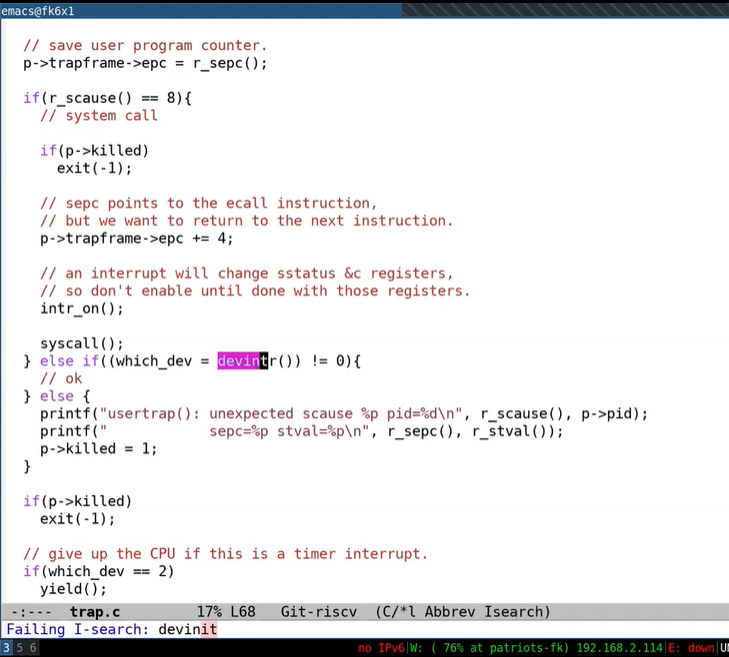 emacs@fk6x1
// save user program counter.
p->trapframe->epc = r_sepc();
if(r_scause() == 8){
// system call
if(p->killed)
exit(-1);
// sepc points to the ecall instruction,
// but we want to return to the next instruction.
p->trapframe->epc += 4;
// an interrupt will change sstatus &c registers,
// so don't enable until done with those registers.
intr_on();
syscall();
} else if((which_dev = devintr()) != 0){
// ok
} else {
printf("usertrap(): unexpected scause %p pid=%d\n", r_scause(), p->pid);
printf("            sepc=%p stval=%p\n", r_sepc(), r_stval());
p->killed = 1;
}
if(p->killed)
exit(-1);
// give up the CPU if this is a timer interrupt.
if(which_dev == 2)
yield();
-:--- trap.c 17% L68 Git-riscv (C/*l Abbrev Isearch)
Failing I-search: devinit
3 5 6 no IPv6|W: ( 76% at patriots-fk) 192.168.2.114|E: down|